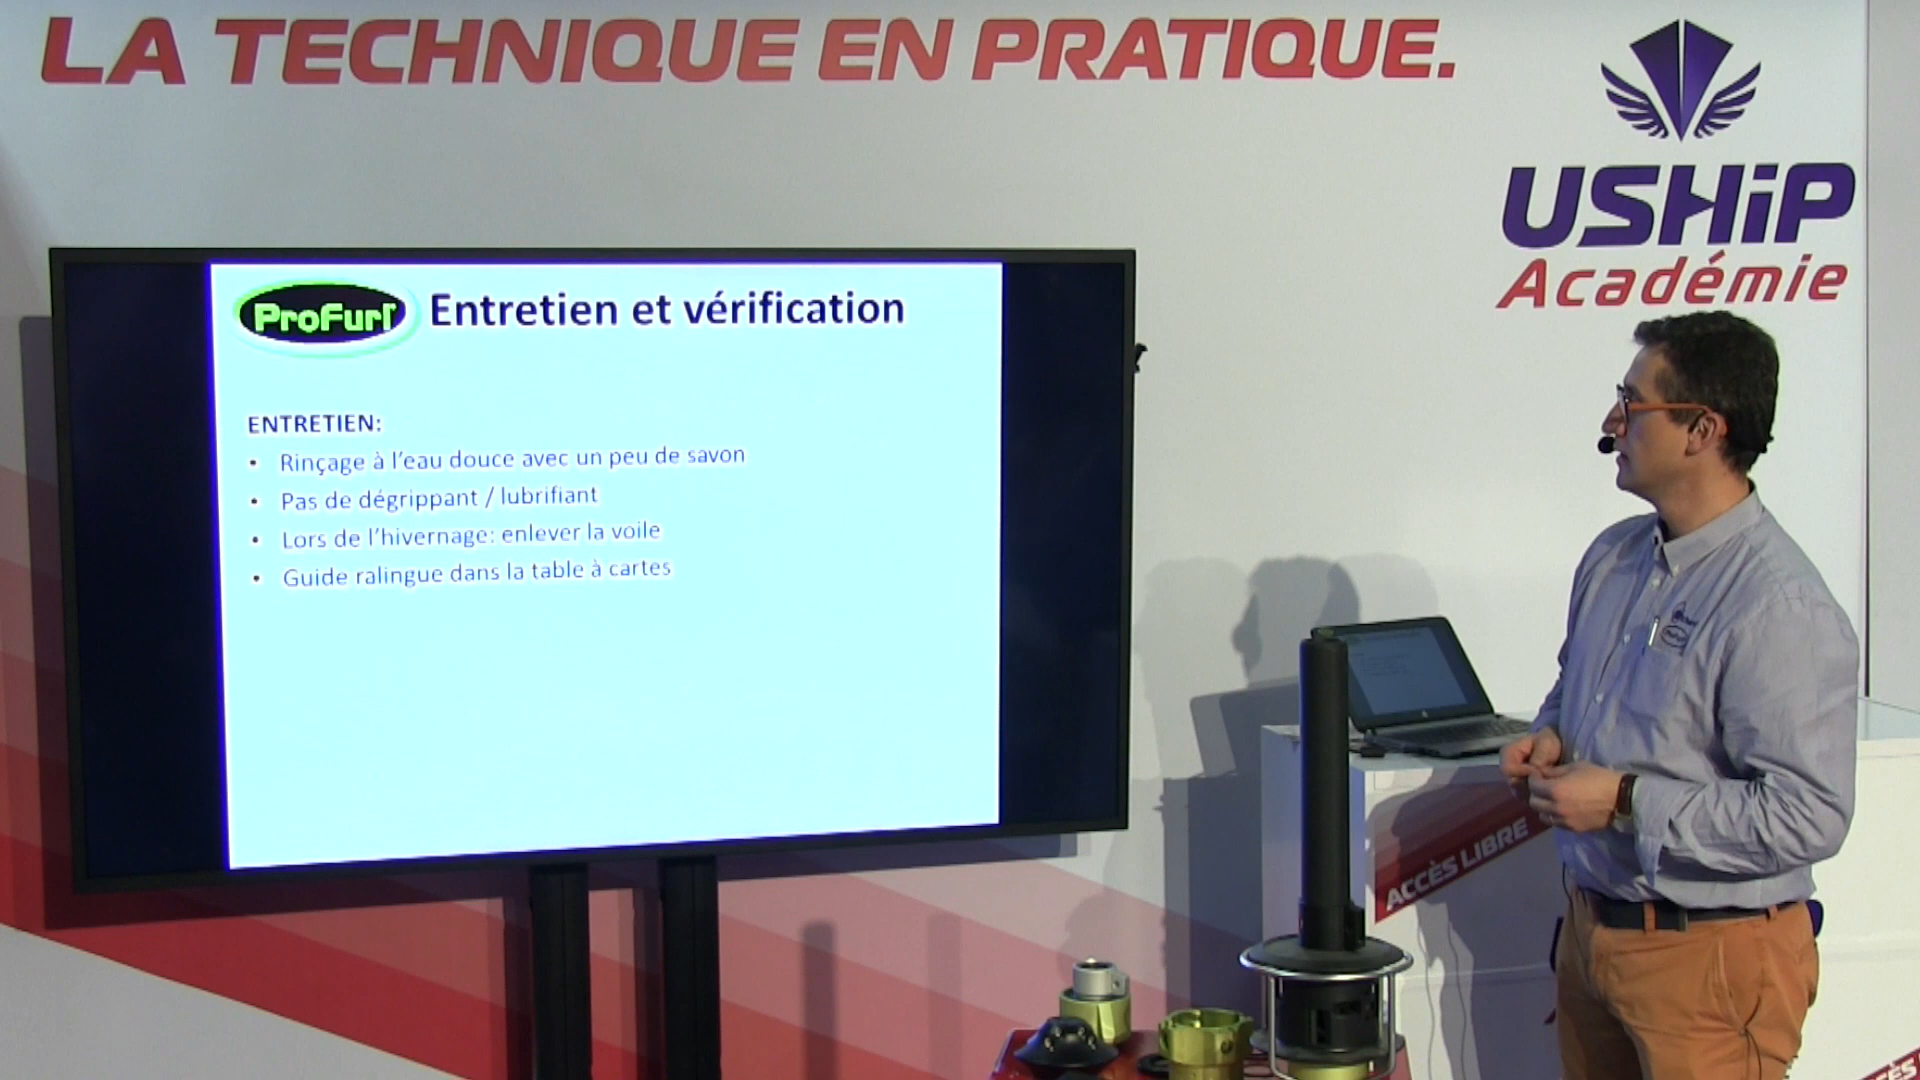 LA TECHNIQUE EN PRATIQUE.
USHiP
Académie
ProFurl
Entretien et vérification
ENTRETIEN:
• Rinçage à l'eau douce avec un peu de savon
• Pas de dégrippant / lubrifiant
• Lors de l'hivernage: enlever la voile
• Guide ralingue dans la table à cartes
ACCÈS LIBRE